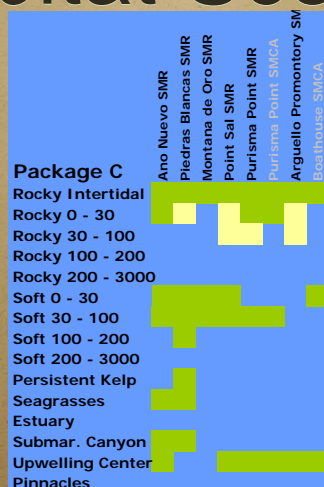 Ano Nuevo SMR
Piedras Blancas SMR
Montana de Oro SMR
Point Sal SMR
Purisma Point SMR
Purisima Point SMCA
Arguello Promontory SM
Boathouse SMCA
Package C
Rocky Intertidal
Rocky 0 - 30
Rocky 30 - 100
Rocky 100 - 200
Rocky 200 - 3000
Soft 0 - 30
Soft 30 - 100
Soft 100 - 200
Soft 200 - 3000
Persistent Kelp
Seagrasses
Estuary
Submar. Canyon
Upwelling Center
Pinnacles